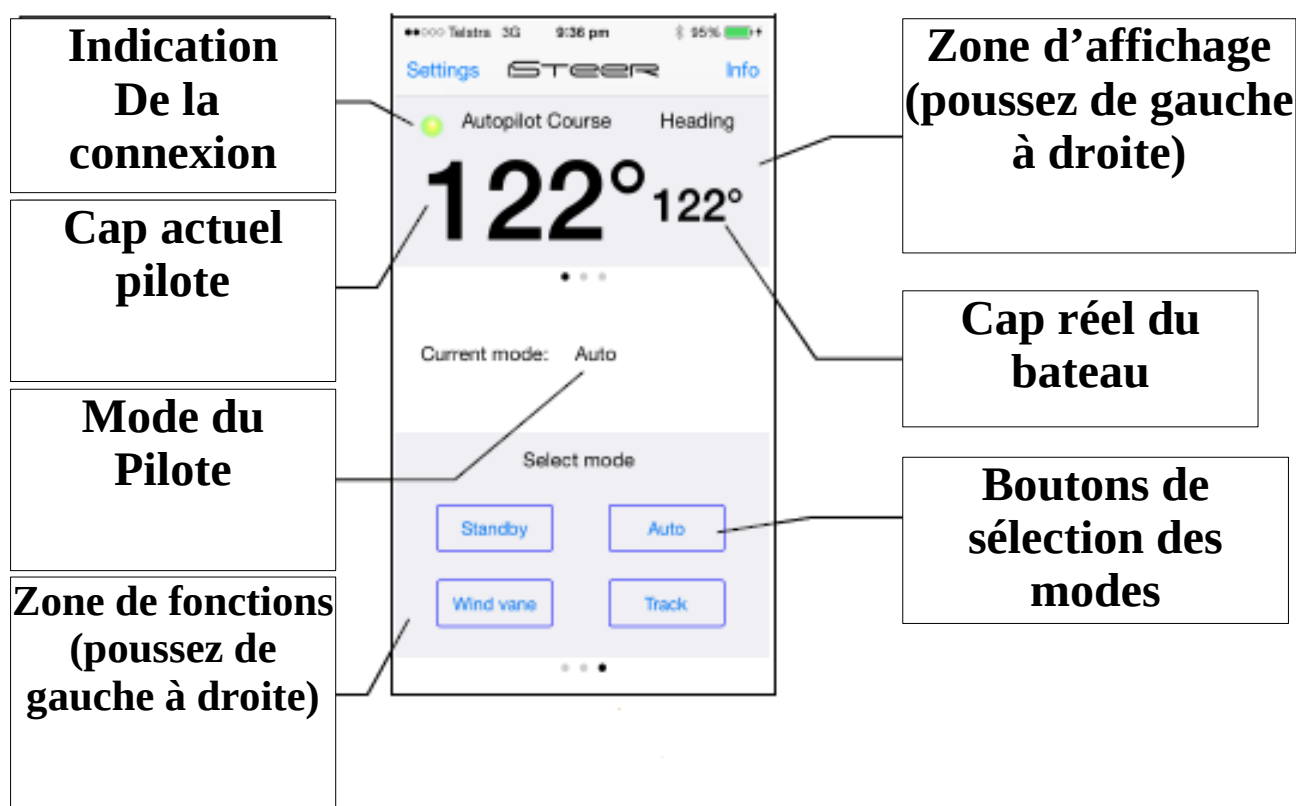 Indication
De la
connexion
Cap actuel
pilote
Mode du
Pilote
Zone de fonctions
(poussez de
gauche à droite)
Telstra 3G 9:36 pm 95%
Settings STEER Info
Autopilot Course Heading
122° 122°
Current mode: Auto
Select mode
Standby Auto
Wind vane Track
Zone d’affichage
(poussez de gauche
à droite)
Cap réel du
bateau
Boutons de
sélection des
modes